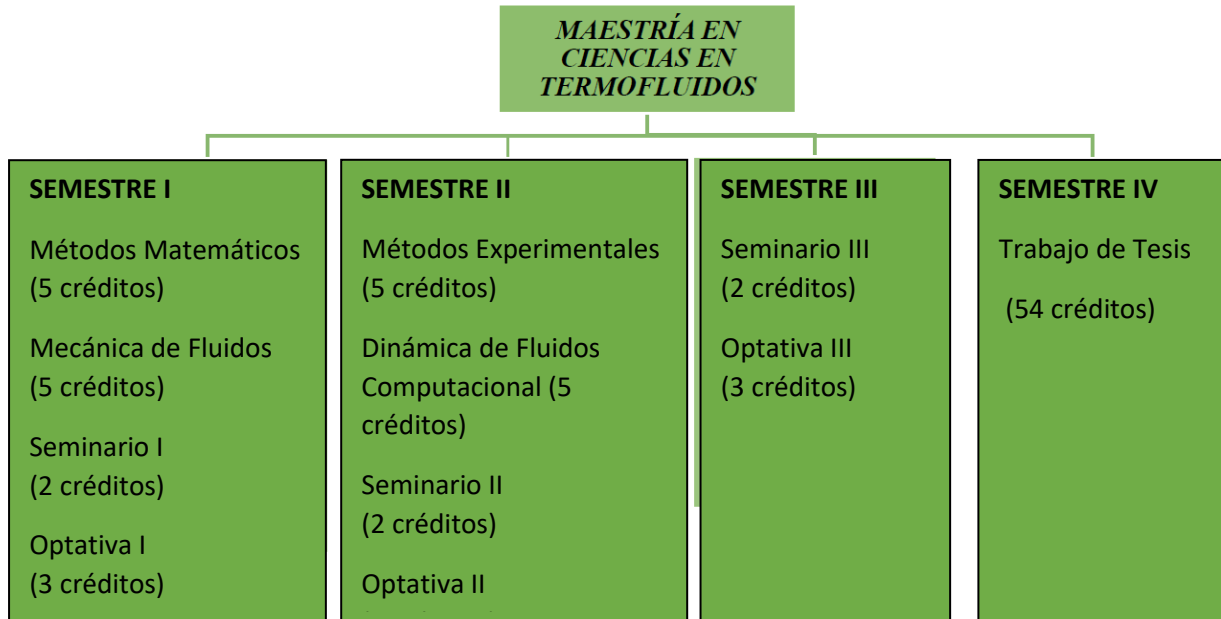 MAESTRÍA EN
CIENCIAS EN
TERMOFLUIDOS
SEMESTRE I
Métodos Matemáticos
(5 créditos)
Mecánica de Fluidos
(5 créditos)
Seminario I
(2 créditos)
Optativa I
(3 créditos)
SEMESTRE II
Métodos Experimentales
(5 créditos)
Dinámica de Fluidos
Computacional (5
créditos)
Seminario II
(2 créditos)
Optativa II
SEMESTRE III
Seminario III
(2 créditos)
Optativa III
(3 créditos)
SEMESTRE IV
Trabajo de Tesis
(54 créditos)